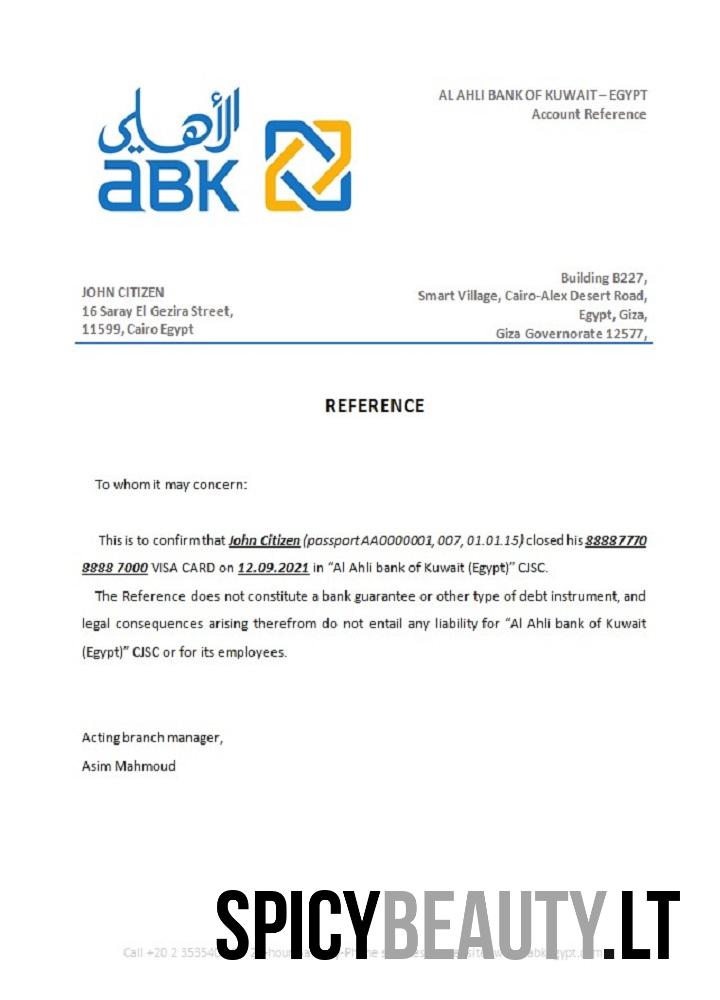 الأهلي
ABK
AL AHLI BANK OF KUWAIT – EGYPT
Account Reference
JOHN CITIZEN
16 Saray El Gezira Street,
11599, Cairo Egypt
Building B227,
Smart Village, Cairo-Alex Desert Road,
Egypt, Giza,
Giza Governorate 12577,
REFERENCE
To whom it may concern:
This is to confirm that John Citizen (passport AA0000001, 007, 01.01.15) closed his 8888 7770
8888 7000 VISA CARD on 12.09.2021 in “Al Ahli bank of Kuwait (Egypt)” CJSC.
The Reference does not constitute a bank guarantee or other type of debt instrument, and
legal consequences arising therefrom do not entail any liability for “Al Ahli bank of Kuwait
(Egypt)” CJSC or for its employees.
Acting branch manager,
Asim Mahmoud
SPICYBEAUTY.LT
Call +20 2